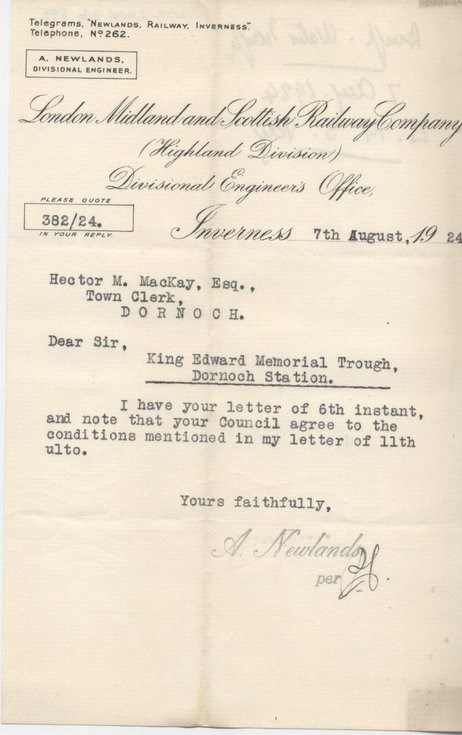 Telegrams, "Newlands, Railway, Inverness".
Telephone, Nº 262.
A. NEWLANDS,
DIVISIONAL ENGINEER.
London Midland and Scottish Railway Company
(Highland Division)
Divisional Engineer's Office,
PLEASE QUOTE
382/24.
IN YOUR REPLY.
Inverness 7th August, 19 24
Hector M. MacKay, Esq.,
Town Clerk,
D O R N O C H.
Dear Sir,
King Edward Memorial Trough,
Dornoch Station.
I have your letter of 6th instant,
and note that your Council agree to the
conditions mentioned in my letter of 11th
ulto.
Yours faithfully,
A. Newlands
per